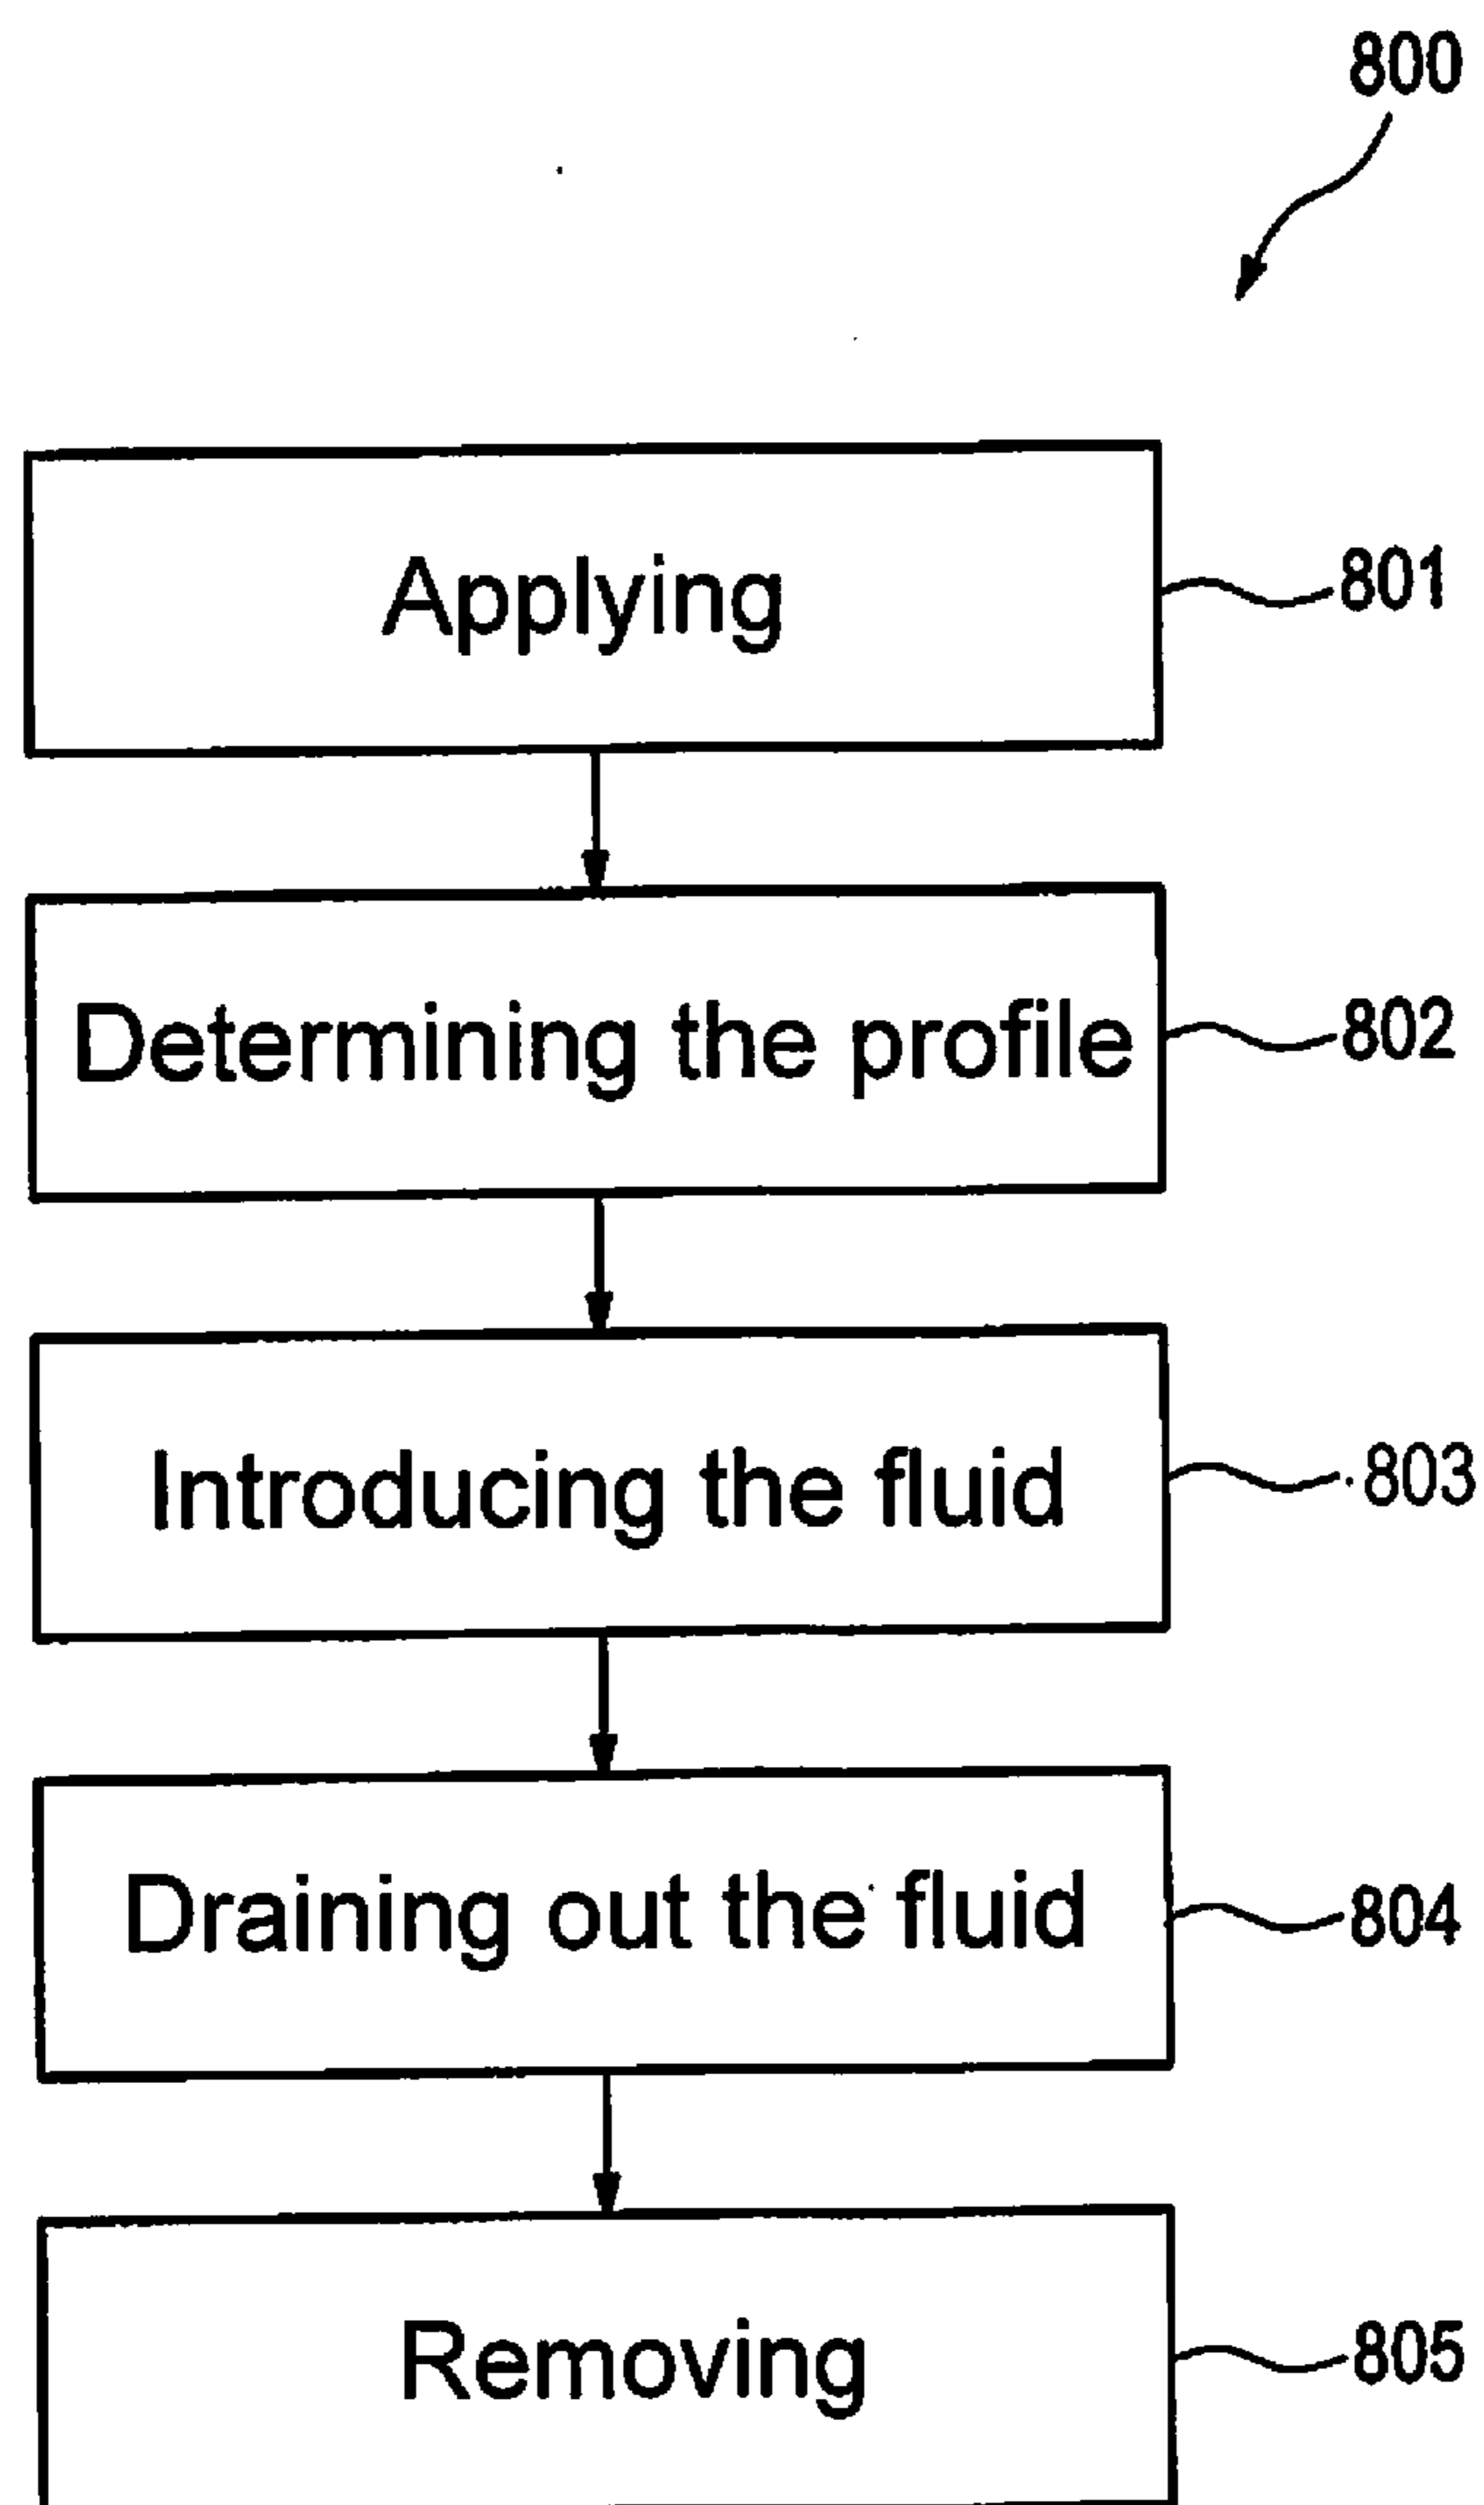 800
Applying
801
Determining the profile
802
Introducing the fluid
803
Draining out the fluid
804
Removing
805